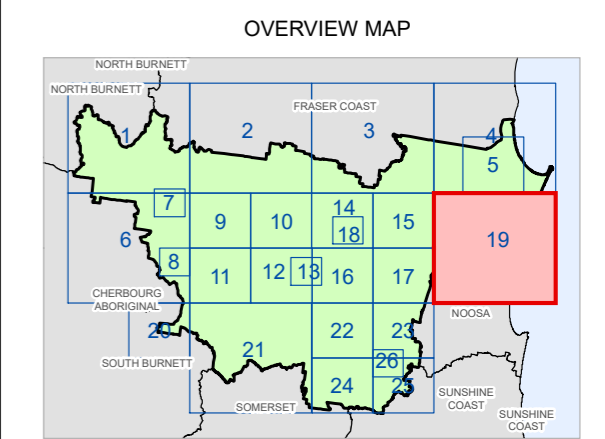 OVERVIEW MAP
NORTH BURNETT
NORTH BURNETT
FRASER COAST
1
2
3
4
5
6
7
8
9
10
14
18
15
19
11
12
13
16
17
CHERBOURG
ABORIGINAL
NOOSA
20
21
22
23
SOUTH BURNETT
26
24
25
SOMERSET
SUNSHINE
COAST
SUNSHINE
COAST